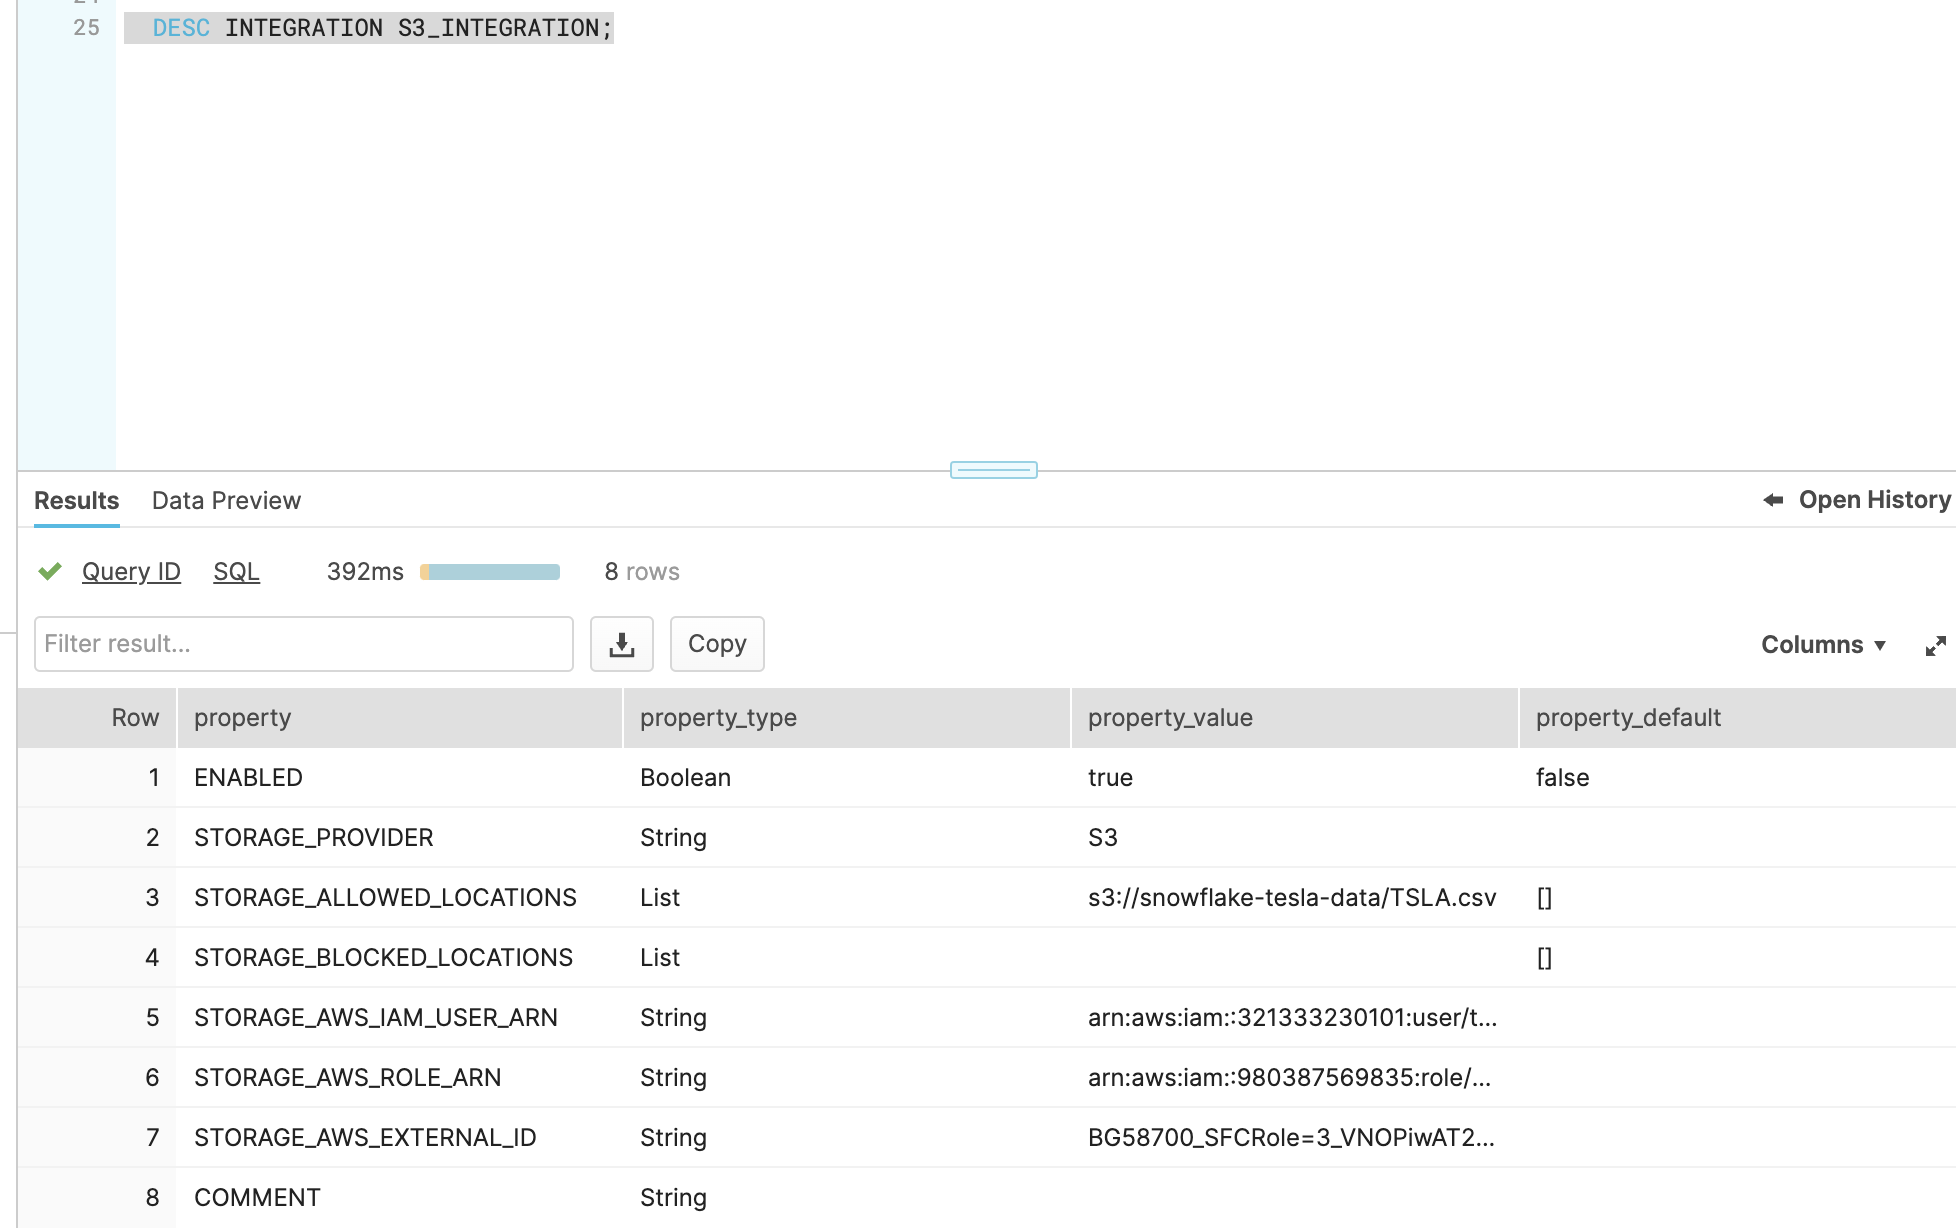 25 DESC INTEGRATION S3_INTEGRATION;
Results Data Preview Open History
Query ID SQL 392ms 8 rows
Filter result... Copy Columns
Row property property_type property_value property_default
1 ENABLED Boolean true false
2 STORAGE_PROVIDER String S3
3 STORAGE_ALLOWED_LOCATIONS List s3://snowflake-tesla-data/TSLA.csv []
4 STORAGE_BLOCKED_LOCATIONS List []
5 STORAGE_AWS_IAM_USER_ARN String arn:aws:iam::321333230101:user/t...
6 STORAGE_AWS_ROLE_ARN String arn:aws:iam::980387569835:role/...
7 STORAGE_AWS_EXTERNAL_ID String BG58700_SFCRole=3_VNOPiwAT2...
8 COMMENT String